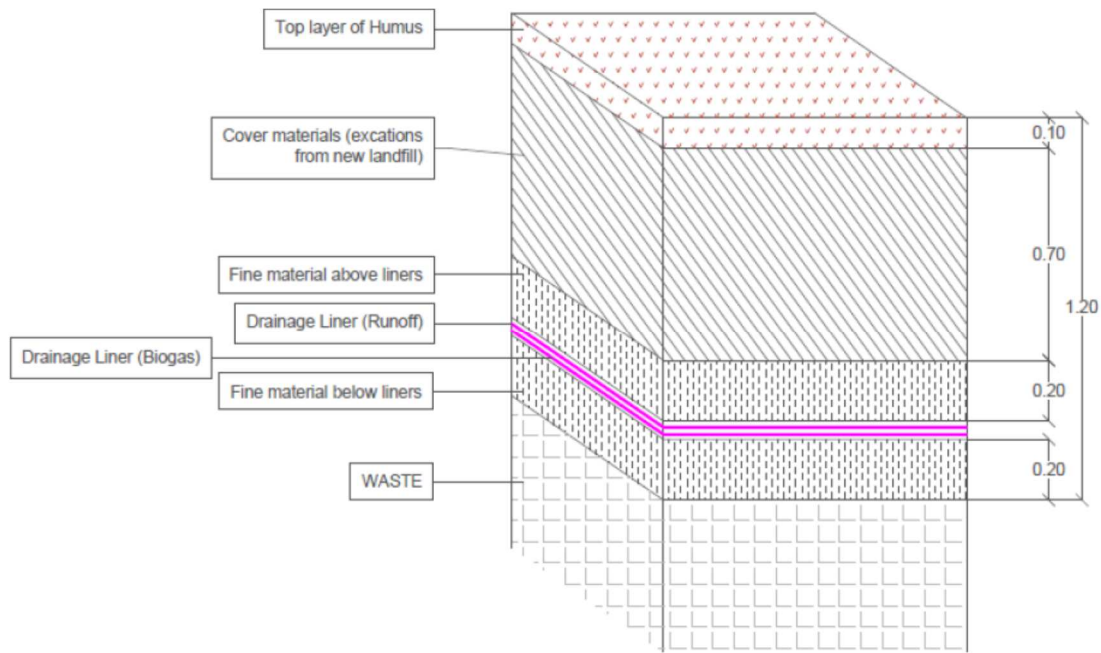 Top layer of Humus
Cover materials (excations
from new landfill)
Fine material above liners
Drainage Liner (Runoff)
Drainage Liner (Biogas)
Fine material below liners
WASTE
0.10
0.70
1.20
0.20
0.20